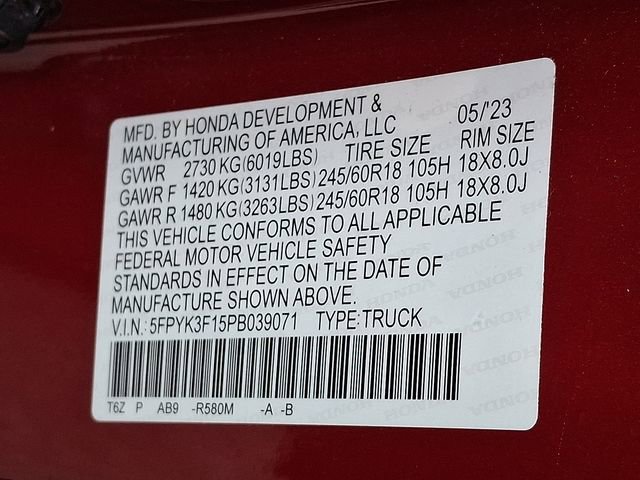 MFD. BY HONDA DEVELOPMENT &
MANUFACTURING OF AMERICA, LLC 05/'23
GVWR 2730 KG(6019LBS) TIRE SIZE RIM SIZE
GAWR F 1420 KG(3131LBS) 245/60R18 105H 18X8.0J
GAWR R 1480 KG(3263LBS) 245/60R18 105H 18X8.0J
THIS VEHICLE CONFORMS TO ALL APPLICABLE
FEDERAL MOTOR VEHICLE SAFETY
STANDARDS IN EFFECT ON THE DATE OF
MANUFACTURE SHOWN ABOVE.
V.I.N.: 5FPYK3F15PB039071 TYPE: TRUCK
T6Z P AB9 -R580M -A -B